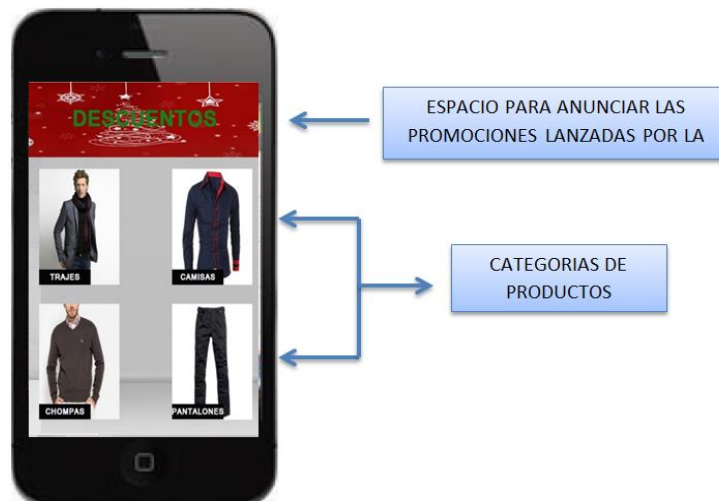 DESCUENTOS
ESPACIO PARA ANUNCIAR LAS
PROMOCIONES LANZADAS POR LA
TRAJES
CAMISAS
CATEGORIAS DE
PRODUCTOS
CHOMPAS
PANTALONES